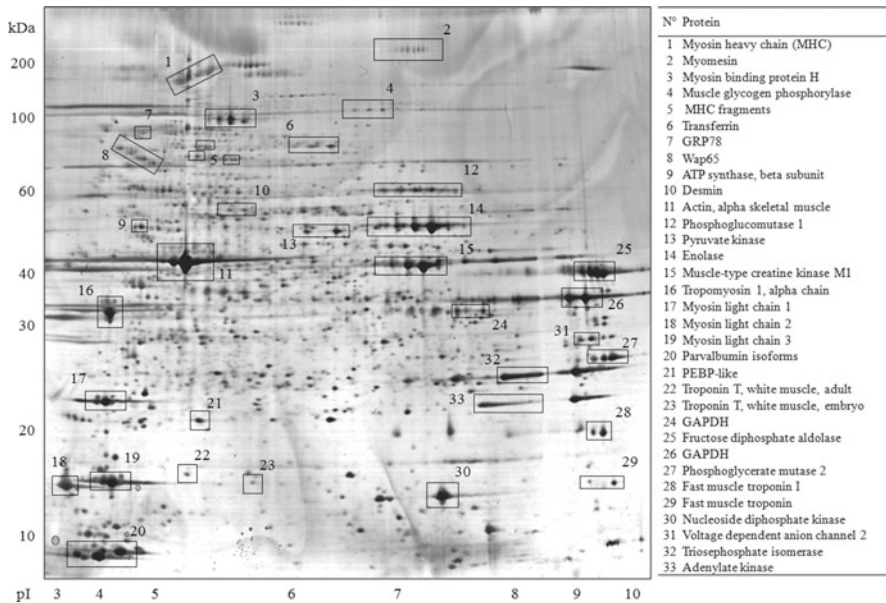 kDa
200
100
60
40
30
20
10
pI 3 4 5 6 7 8 9 10
1
2
3
4
5
6
7
8
9
10
11
12
13
14
15
16
17
18
19
20
21
22
23
24
25
26
27
28
29
30
31
32
33
N° Protein
1 Myosin heavy chain (MHC)
2 Myomesin
3 Myosin binding protein H
4 Muscle glycogen phosphorylase
5 MHC fragments
6 Transferrin
7 GRP78
8 Wap65
9 ATP synthase, beta subunit
10 Desmin
11 Actin, alpha skeletal muscle
12 Phosphoglucomutase 1
13 Pyruvate kinase
14 Enolase
15 Muscle-type creatine kinase M1
16 Tropomyosin 1, alpha chain
17 Myosin light chain 1
18 Myosin light chain 2
19 Myosin light chain 3
20 Parvalbumin isoforms
21 PEBP-like
22 Troponin T, white muscle, adult
23 Troponin T, white muscle, embryo
24 GAPDH
25 Fructose diphosphate aldolase
26 GAPDH
27 Phosphoglycerate mutase 2
28 Fast muscle troponin I
29 Fast muscle troponin
30 Nucleoside diphosphate kinase
31 Voltage dependent anion channel 2
32 Triosephosphate isomerase
33 Adenylate kinase